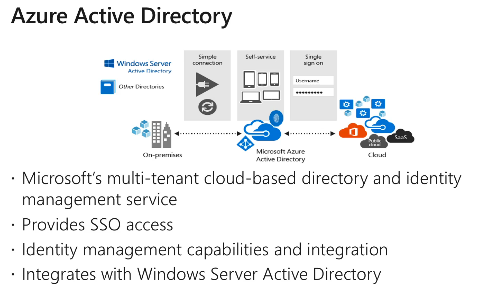 Azure Active Directory
Simple
connection
Self-service
Single
sign on
Windows Server
Active Directory
Other Directories
Username
••••••••••
On-premises
Microsoft Azure
Active Directory
Public
cloud
SaaS
Cloud
· Microsoft's multi-tenant cloud-based directory and identity
management service
· Provides SSO access
· Identity management capabilities and integration
· Integrates with Windows Server Active Directory